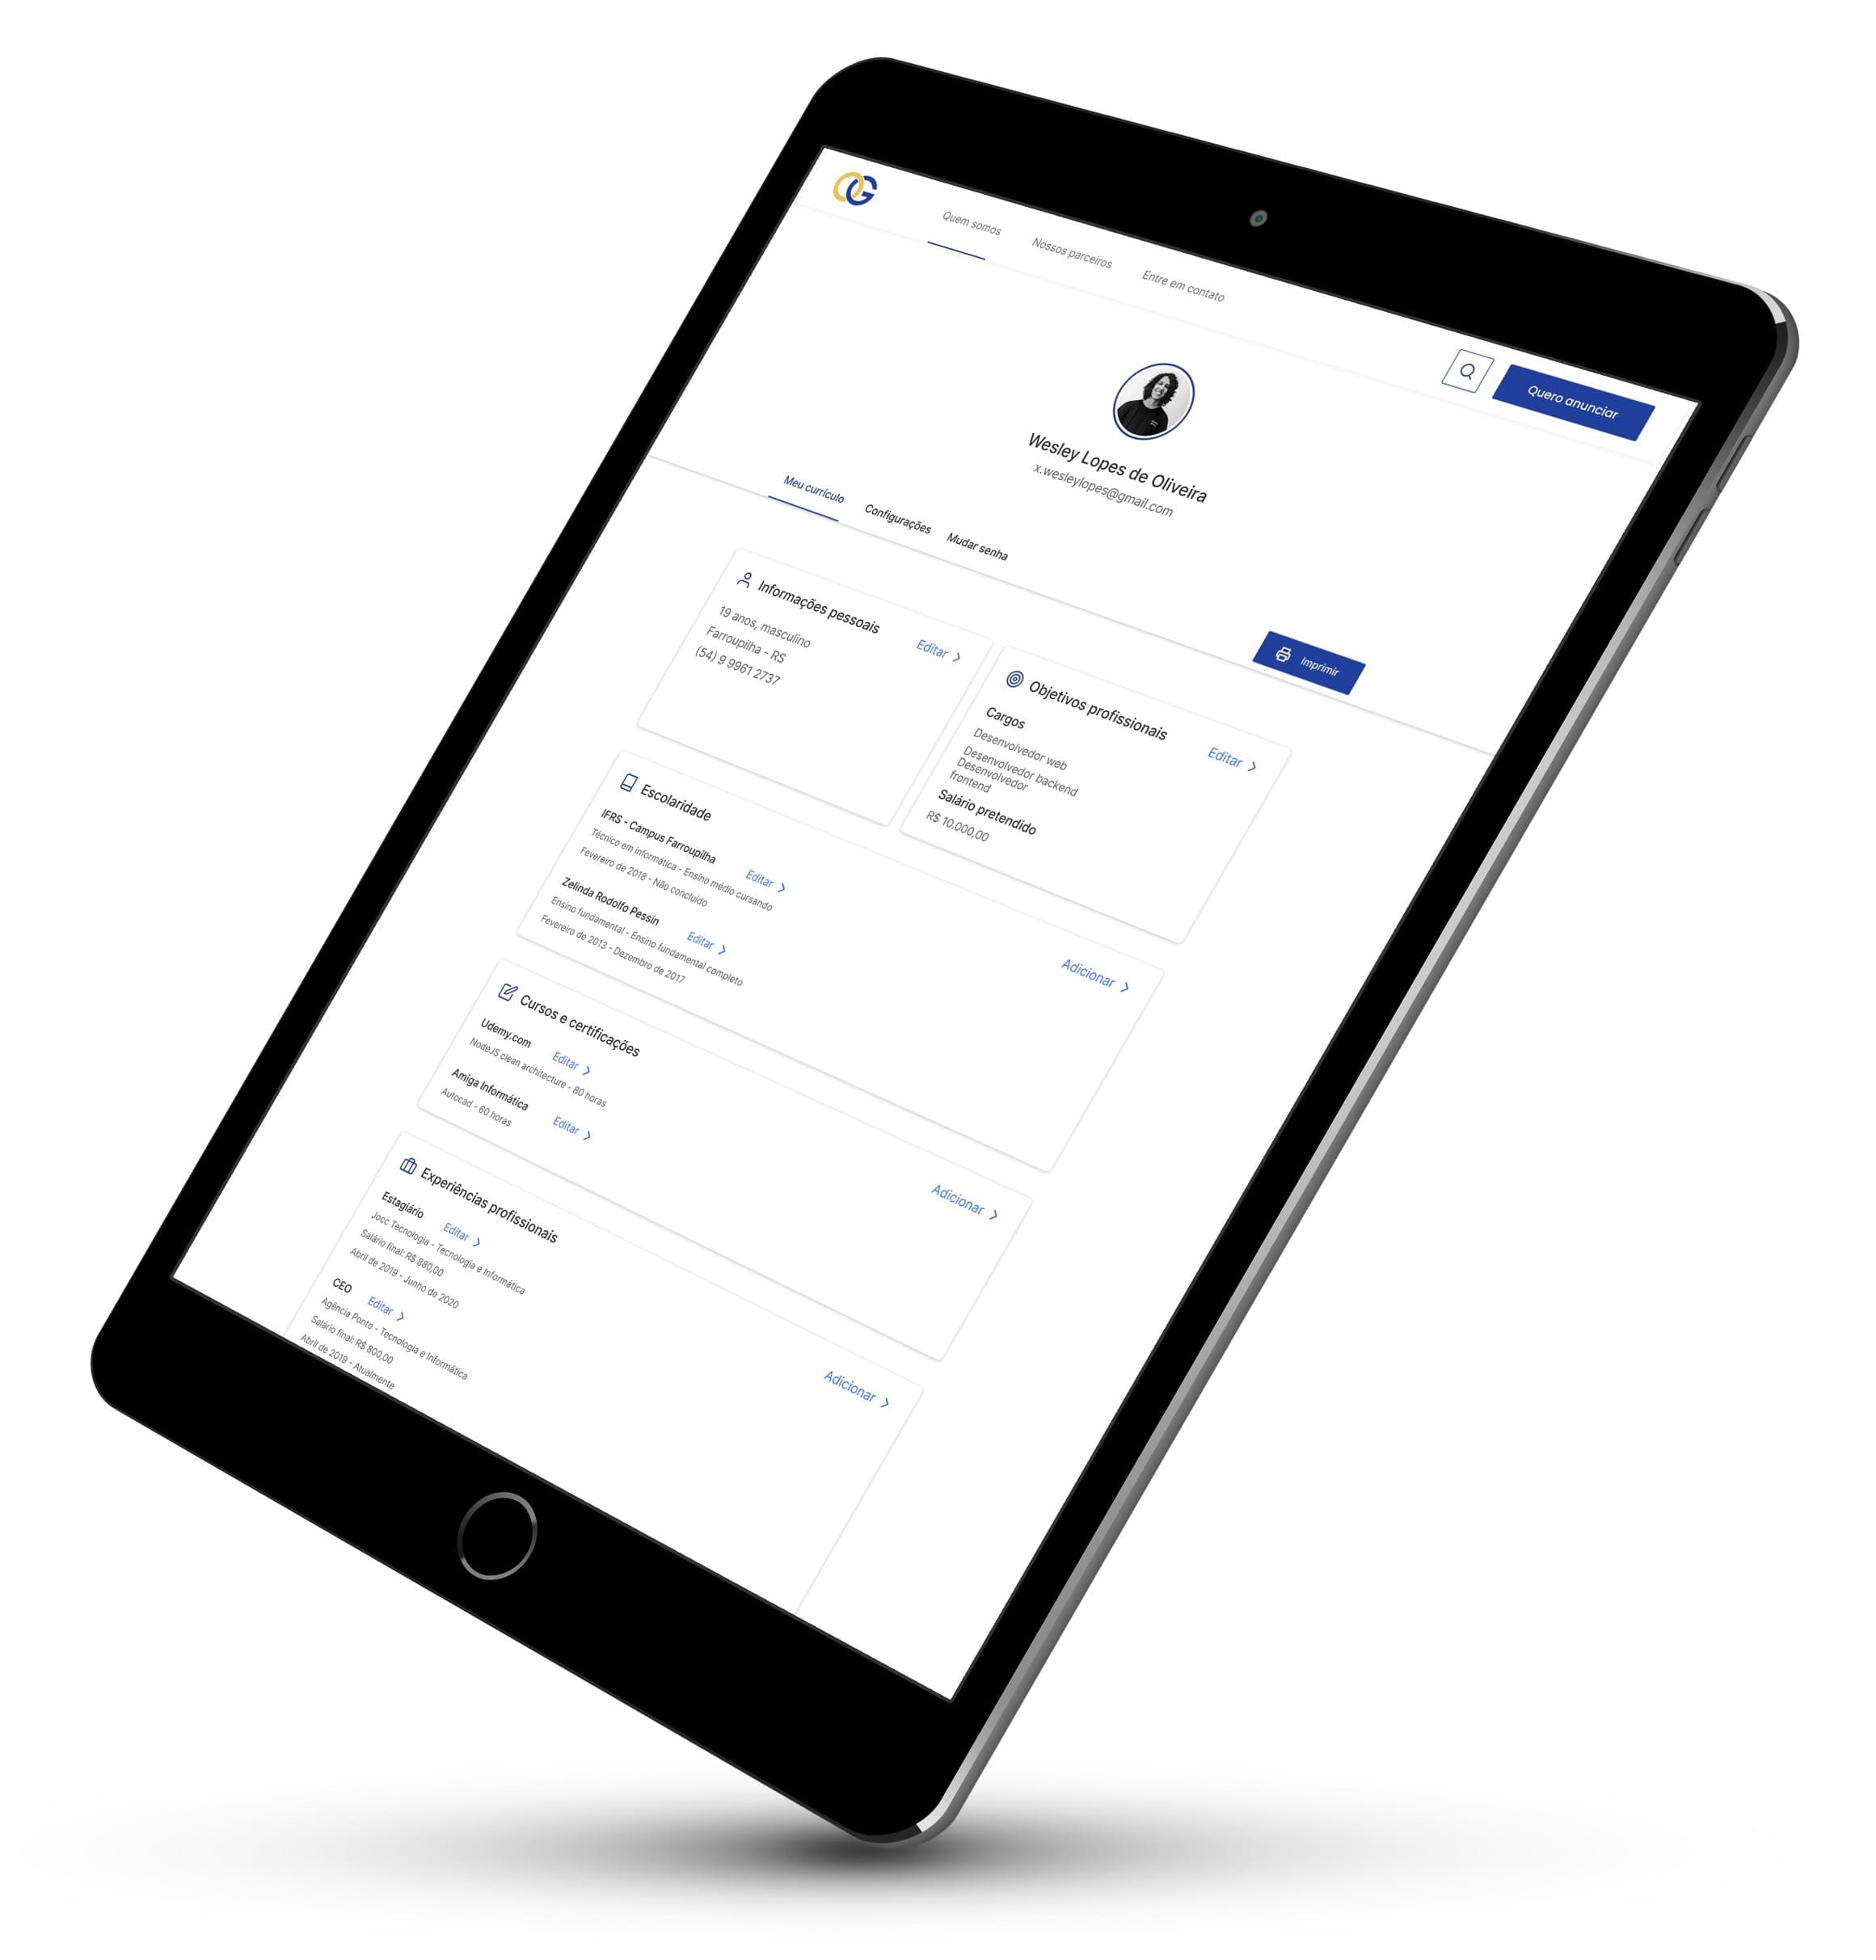 OG
Quem somos
Nossos parceiros
Entre em contato
Quero anunciar
Wesley Lopes de Oliveira
x.wesleylopes@gmail.com
Meu currículo
Configurações
Mudar senha
Imprimir
Informações pessoais
Editar
19 anos, masculino
Farroupilha - RS
(54) 9 9961 2737
Objetivos profissionais
Editar
Cargos
Desenvolvedor web
Desenvolvedor backend
Desenvolvedor
frontend
Salário pretendido
R$ 10.000,00
Escolaridade
Adicionar
IFRS - Campus Farroupilha
Editar
Técnico em informática - Ensino médio cursando
Fevereiro de 2018 - Não concluído
Zelinda Rodolfo Pessin
Editar
Ensino fundamental - Ensino fundamental completo
Fevereiro de 2013 - Dezembro de 2017
Cursos e certificações
Adicionar
Udemy.com
Editar
NodeJS clean architecture - 80 horas
Amiga Informática
Editar
Autocad - 60 horas
Experiências profissionais
Adicionar
Estagiário
Editar
Jocc Tecnologia - Tecnologia e Informática
Salário final: R$ 880,00
Abril de 2019 - Junho de 2020
CEO
Editar
Agência Ponto - Tecnologia e Informática
Salário final: R$ 800,00
Abril de 2019 - Atualmente